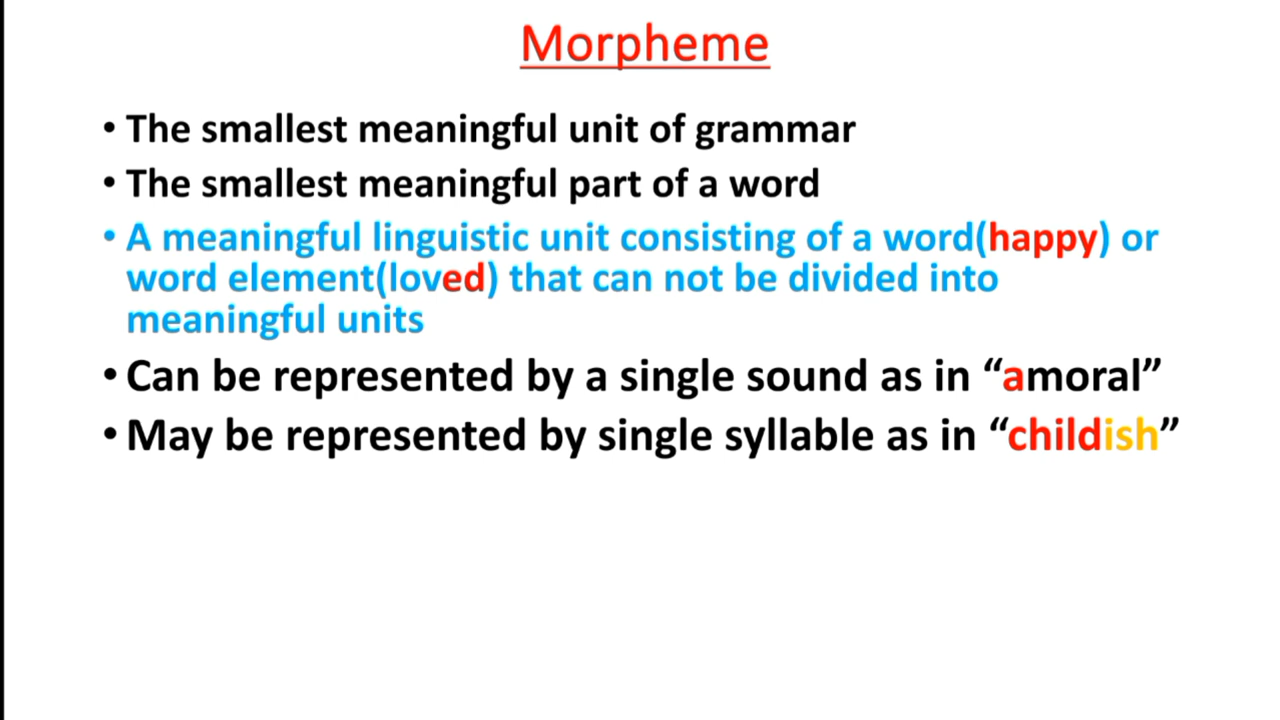 Morpheme
• The smallest meaningful unit of grammar
• The smallest meaningful part of a word
• A meaningful linguistic unit consisting of a word(happy) or
word element(loved) that can not be divided into
meaningful units
• Can be represented by a single sound as in “amoral”
• May be represented by single syllable as in “childish”